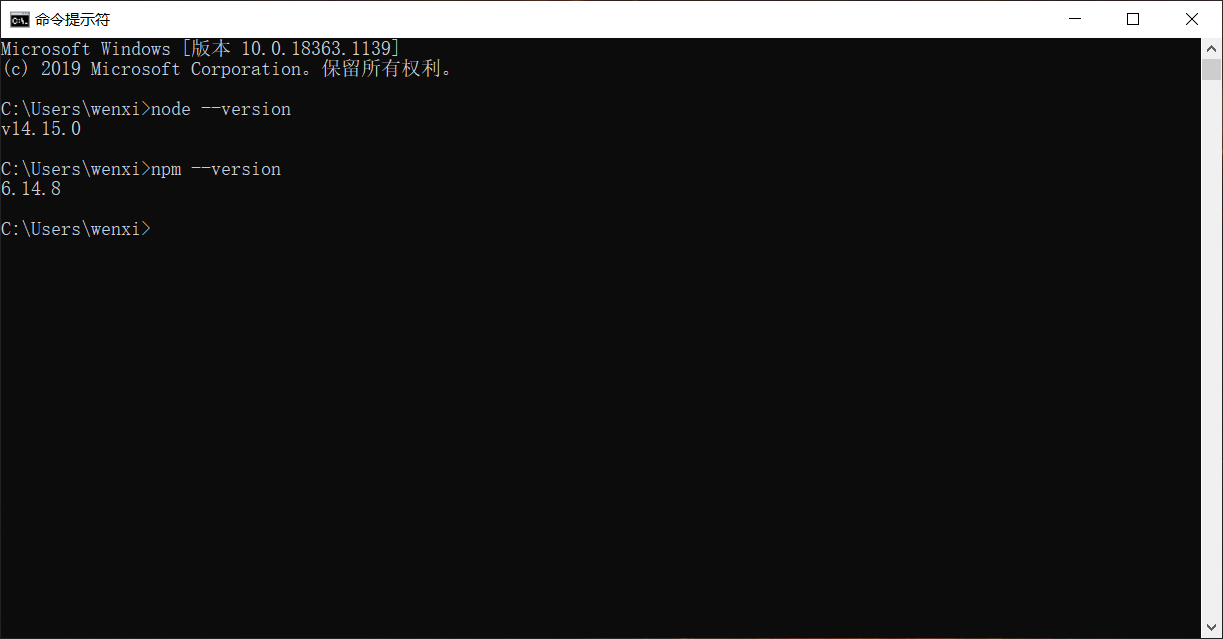 命令提示符
Microsoft Windows [版本 10.0.18363.1139]
(c) 2019 Microsoft Corporation。保留所有权利。
C:\Users\wenxi>node --version
v14.15.0
C:\Users\wenxi>npm --version
6.14.8
C:\Users\wenxi>